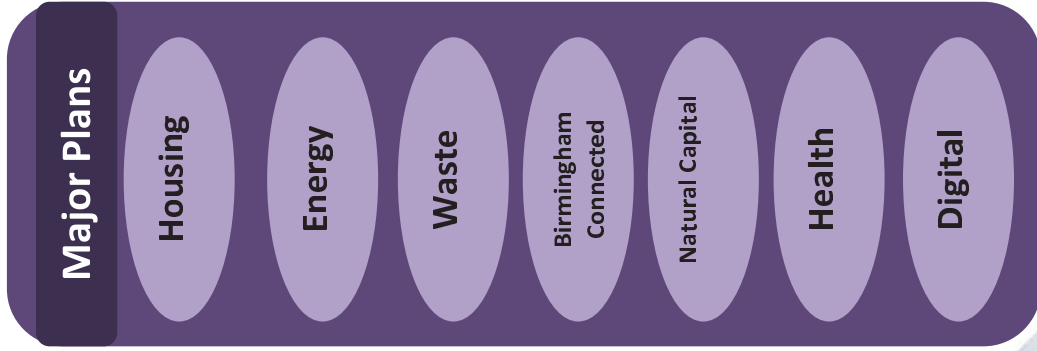 Major Plans
Housing
Energy
Waste
Birmingham
Connected
Natural Capital
Health
Digital